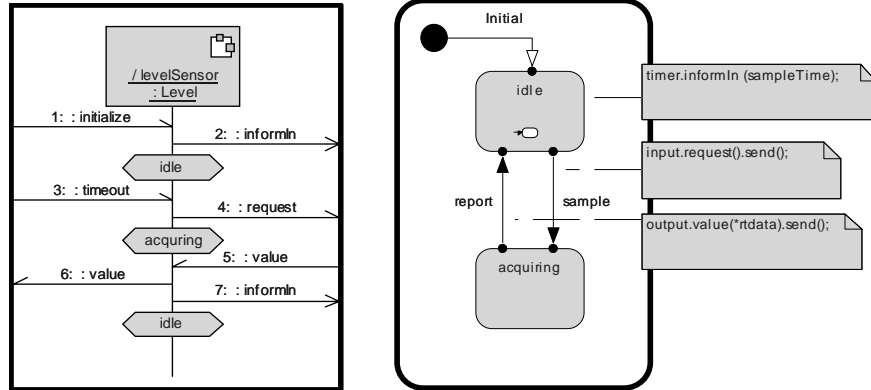 / levelSensor
: Level
1: : initialize
2: : informIn
idle
3: : timeout
4: : request
acquring
5: : value
6: : value
7: : informIn
idle
Initial
idle
report
sample
acquiring
timer.informIn (sampleTime);
input.request().send();
output.value(*rtdata).send();